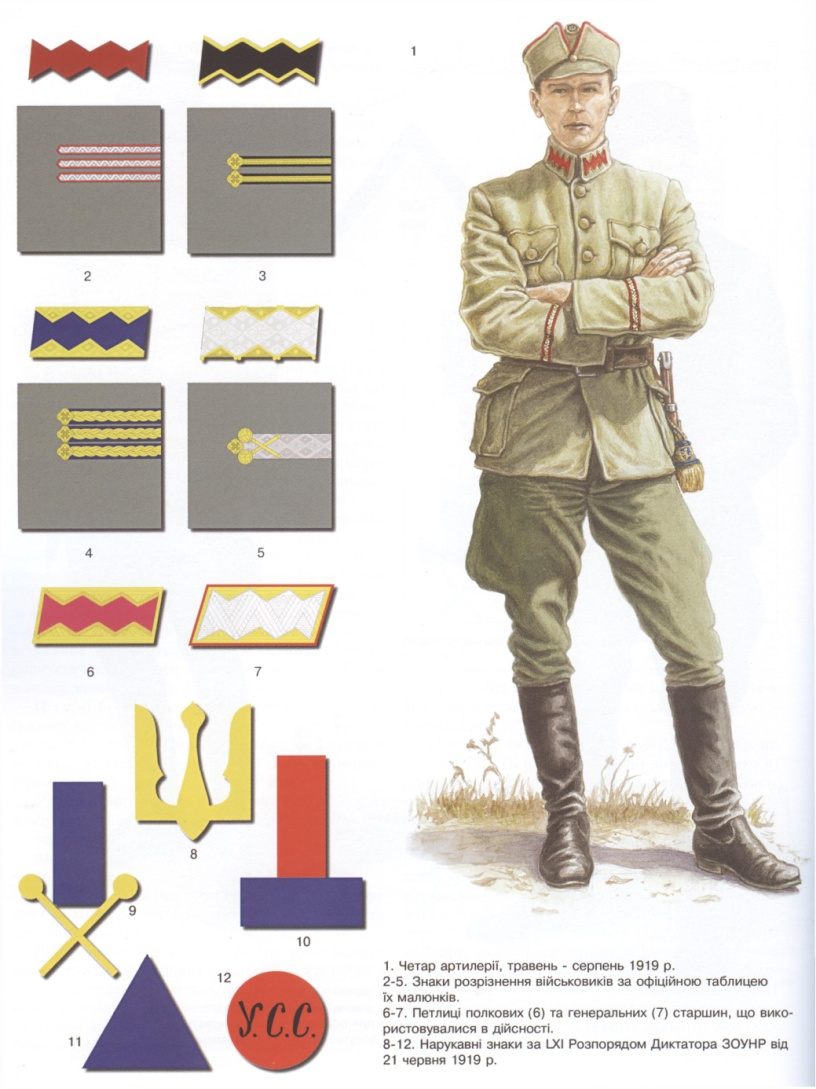 1
2
3
4
5
6
7
8
9
10
11
12
У.С.С.
1. Четар артилерії, травень - серпень 1919 р.
2-5. Знаки розрізнення військовиків за офіційною таблицею
їх малюнків.
6-7. Петлиці полкових (6) та генеральних (7) старшин, що вико-
ристовувалися в дійсності.
8-12. Нарукавні знаки за LXI Розпорядом Диктатора ЗОУНР від
21 червня 1919 р.